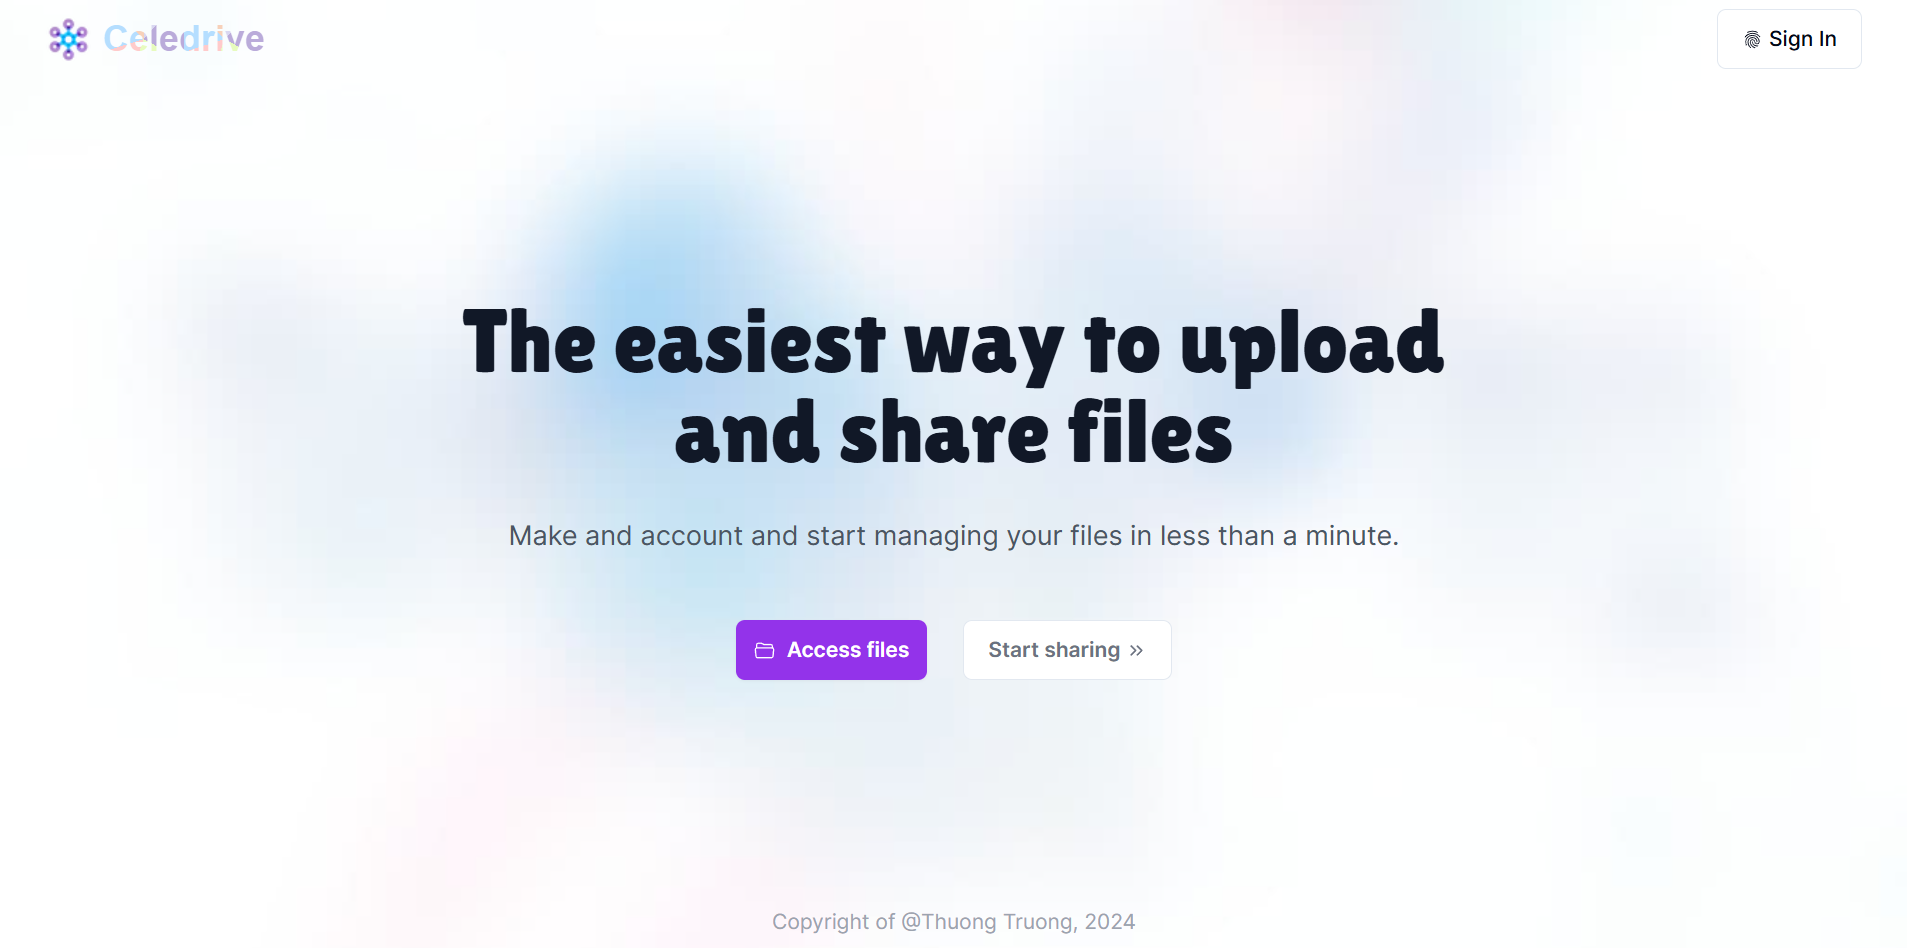 Celedrive
Sign In
The easiest way to upload
and share files
Make and account and start managing your files in less than a minute.
Access files
Start sharing »
Copyright of @Thuong Truong, 2024